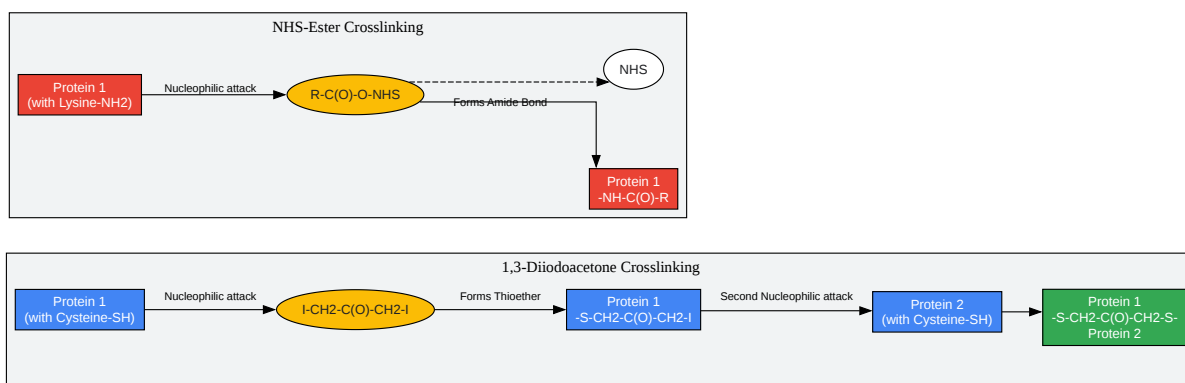 NHS-Ester Crosslinking
NHS
Protein 1
(with Lysine-NH2)
Nucleophilic attack
R-C(O)-O-NHS
Forms Amide Bond
Protein 1
-NH-C(O)-R
1,3-Diiodoacetone Crosslinking
Protein 1
(with Cysteine-SH)
Nucleophilic attack
I-CH2-C(O)-CH2-I
Forms Thioether
Protein 1
-S-CH2-C(O)-CH2-I
Second Nucleophilic attack
Protein 2
(with Cysteine-SH)
Protein 1
-S-CH2-C(O)-CH2-S-
Protein 2